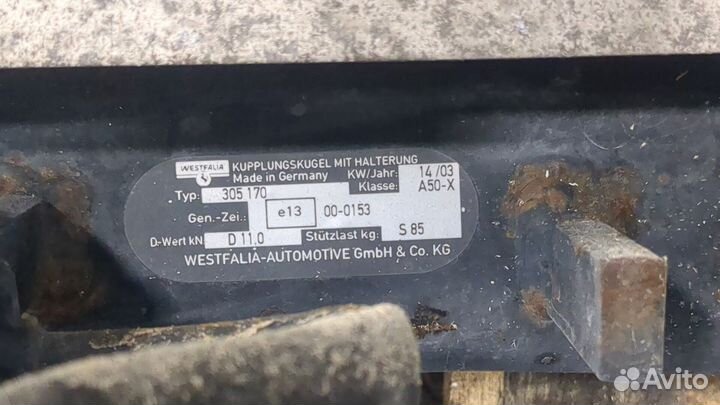 WESTFALIA KUPPLUNGSKUGEL MIT HALTERUNG
Made in Germany KW/Jahr: 14/03
Typ: 305 170 Klasse: A50-X
Gen.-Zei.: e13 00-0153
D-Wert kN D 11.0 Stützlast kg: S 85
WESTFALIA-AUTOMOTIVE GmbH & Co. KG
Avito